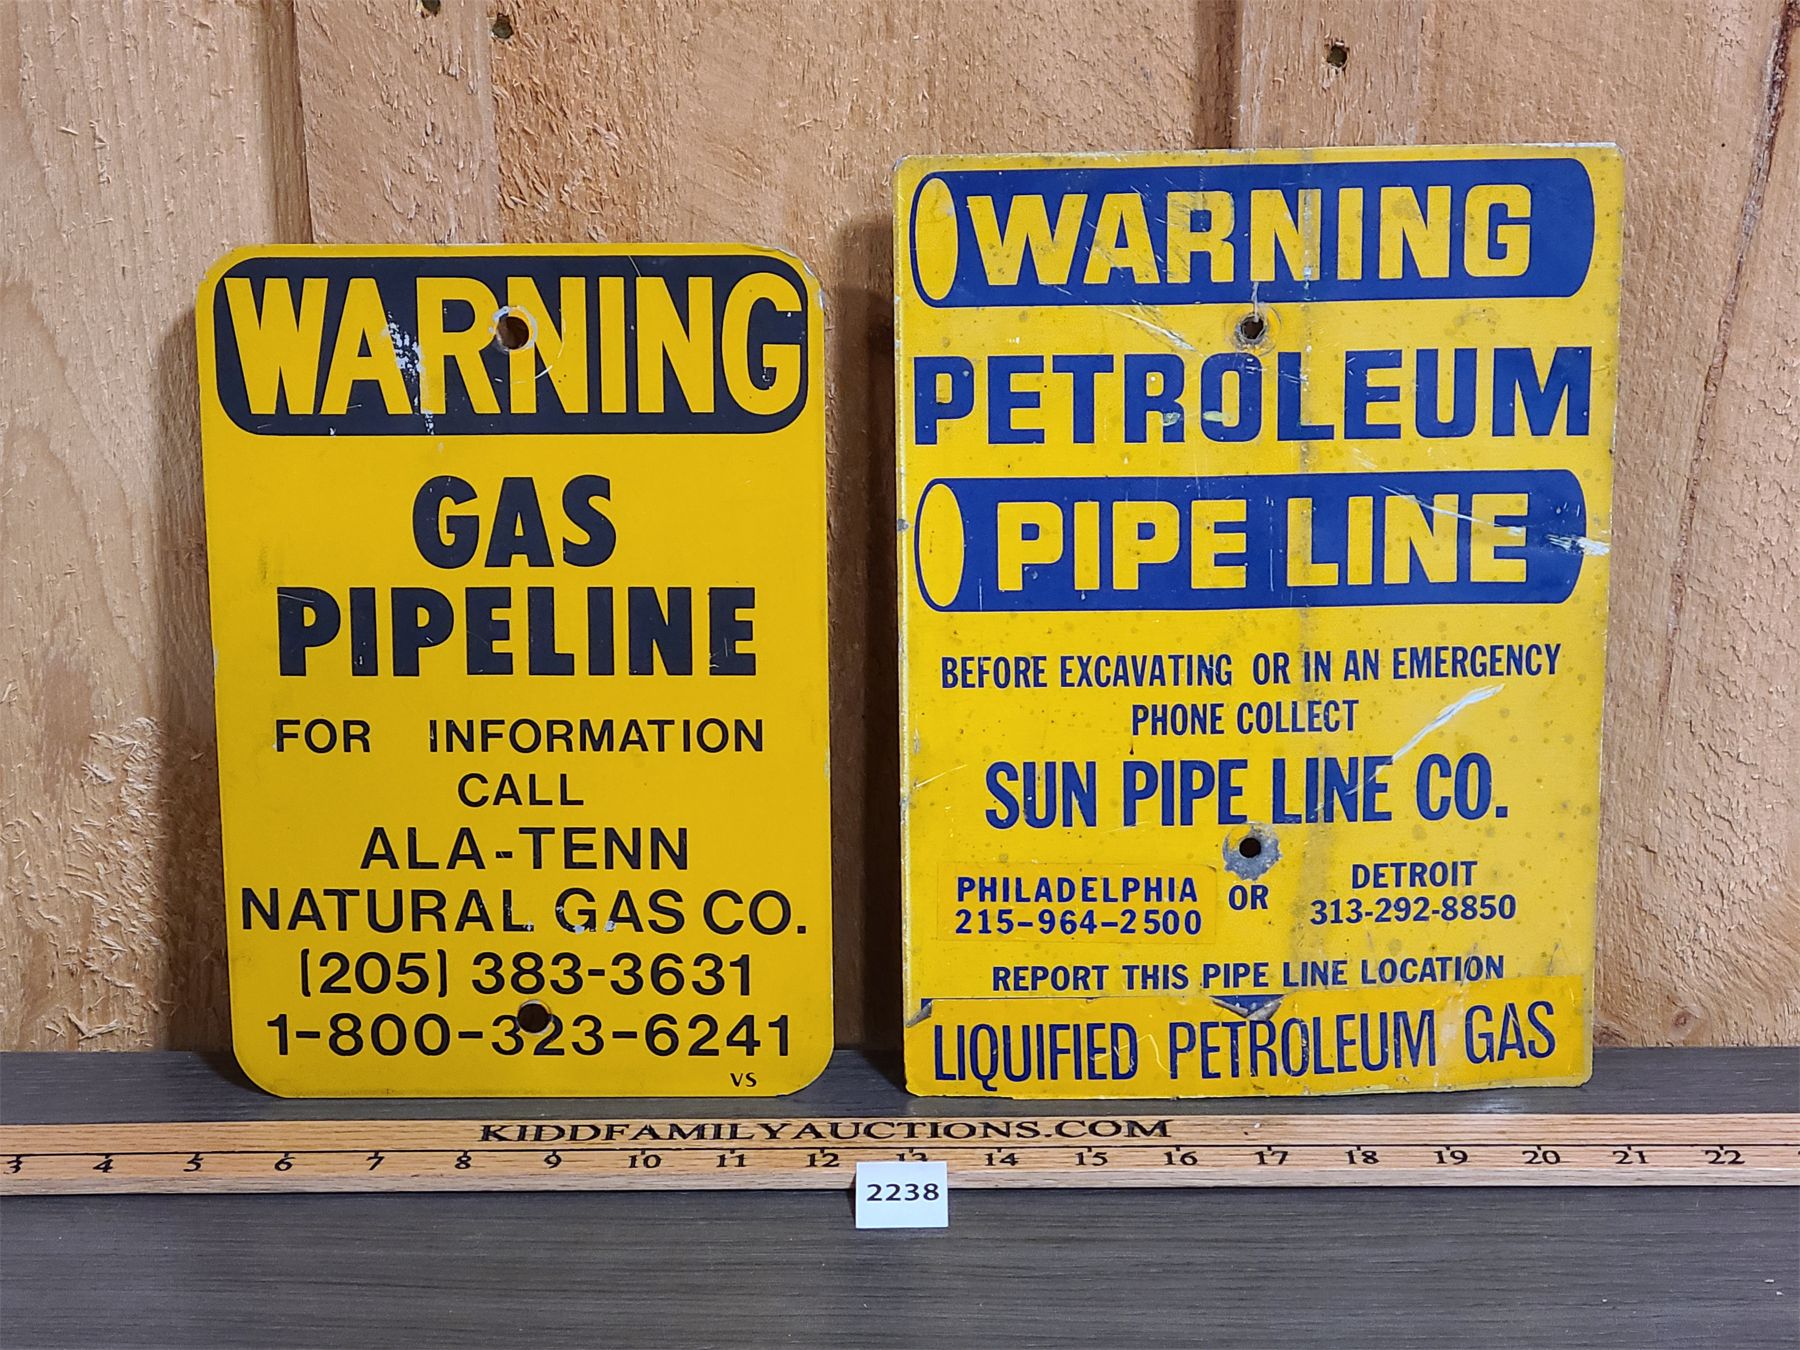 WARNING
GAS
PIPELINE
FOR INFORMATION
CALL
ALA-TENN
NATURAL GAS CO.
(205) 383-3631
1-800-323-6241
VS
WARNING
PETROLEUM
PIPE LINE
BEFORE EXCAVATING OR IN AN EMERGENCY
PHONE COLLECT
SUN PIPE LINE CO.
PHILADELPHIA
215-964-2500
OR
DETROIT
313-292-8850
REPORT THIS PIPE LINE LOCATION
LIQUIFIED PETROLEUM GAS
KIDDFAMILYAUCTIONS.COM
3 4 5 6 7 8 9 10 11 12 13 14 15 16 17 18 19 20 21 22
2238